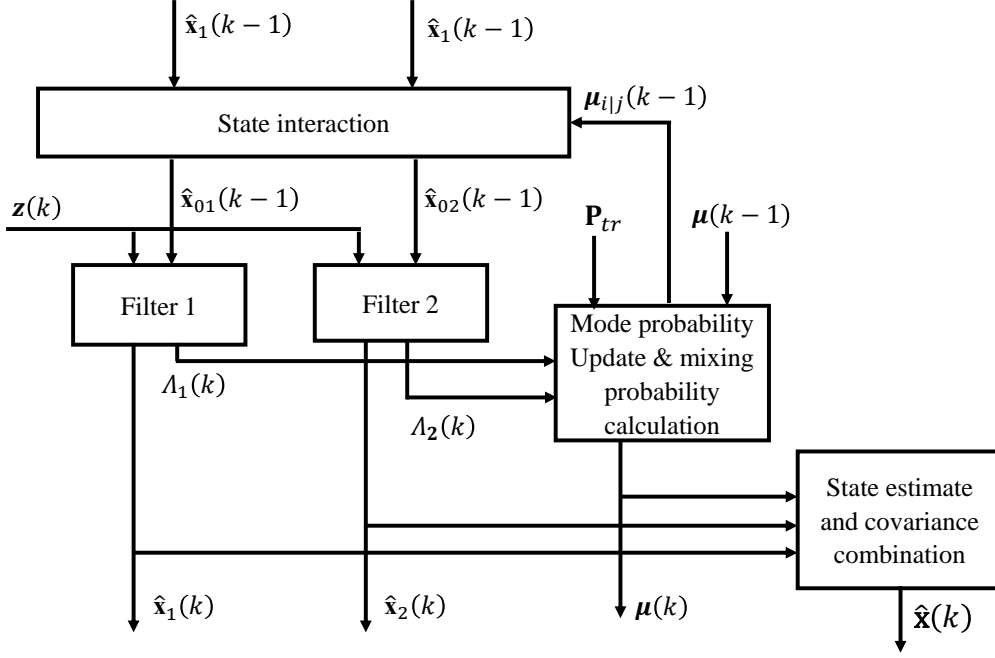 x̂₁(k−1)
x̂₁(k−1)
μᵢ|ⱼ(k−1)
State interaction
x̂₀₁(k−1)
x̂₀₂(k−1)
z(k)
P_tr
μ(k−1)
Filter 1
Filter 2
Mode probability
Update & mixing
probability
calculation
Λ₁(k)
Λ₂(k)
State estimate
and covariance
combination
x̂₁(k)
x̂₂(k)
μ(k)
x̂(k)